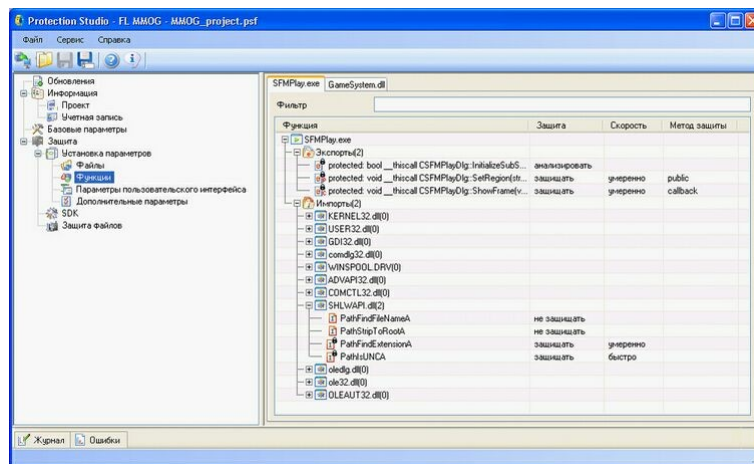 Protection Studio - FL MMOG - MMOG_project.psf
Файл Сервис Справка
Обновления
Информация
Проект
Учетная запись
Базовые параметры
Защита
Установка параметров
Файлы
Функции
Параметры пользовательского интерфейса
Дополнительные параметры
SDK
Защита файлов
SFMPlay.exe GameSystem.dll
Фильтр
Функция Защита Скорость Метод защиты
SFMPlay.exe
Экспорты(2)
protected: bool __thiscall CSFMPlayDlg::InitializeSubS... анализировать
protected: void __thiscall CSFMPlayDlg::SetRegion(str... защищать умеренно public
protected: void __thiscall CSFMPlayDlg::ShowFrame(v... защищать умеренно callback
Импорты(2)
KERNEL32.dll(0)
USER32.dll(0)
GDI32.dll(0)
comdlg32.dll(0)
WINSPOOL.DRV(0)
ADVAPI32.dll(0)
COMCTL32.dll(0)
SHLWAPI.dll(2)
PathFindFileNameA не защищать
PathStripToRootA не защищать
PathFindExtensionA защищать умеренно
PathIsUNCA защищать быстро
oledlg.dll(0)
ole32.dll(0)
OLEAUT32.dll(0)
Журнал Ошибки